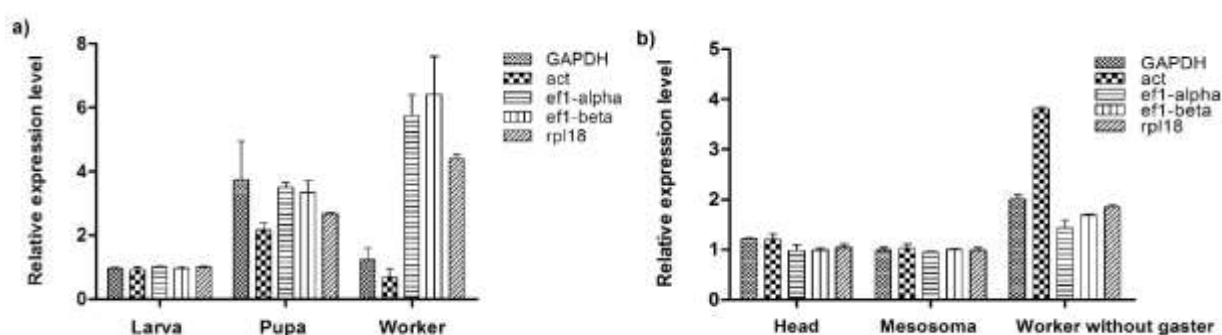 a)
Relative expression level
8
6
4
2
0
Larva Pupa Worker
GAPDH
act
ef1-alpha
ef1-beta
rpl18
b)
Relative expression level
5
4
5
2
1
0
Head Mesosoma Worker without gaster
GAPDH
act
ef1-alpha
ef1-beta
rpl18